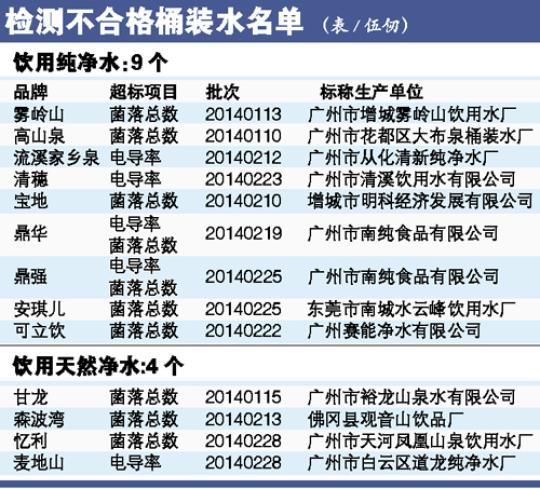 检测不合格桶装水名单（表/伍仞）
饮用纯净水:9个
品牌 超标项目 批次 标称生产单位
雾岭山 菌落总数 20140113 广州市增城雾岭山饮用水厂
高山泉 菌落总数 20140110 广州市花都区大布泉桶装水厂
流溪家乡泉 电导率 20140212 广州市从化清新纯净水厂
清穗 电导率 20140223 广州市清溪饮用水有限公司
宝地 菌落总数 20140210 增城市明科经济发展有限公司
鼎华 电导率 菌落总数 20140219 广州市南纯食品有限公司
鼎强 电导率 菌落总数 20140225 广州市南纯食品有限公司
安琪儿 菌落总数 20140225 东莞市南城水云峰饮用水厂
可立饮 菌落总数 20140222 广州赛能净水有限公司
饮用天然净水:4个
甘龙 菌落总数 20140115 广州市裕龙山泉水有限公司
森波湾 菌落总数 20140213 佛冈县观音山饮品厂
忆利 菌落总数 20140228 广州市天河凤凰山泉饮用水厂
麦地山 电导率 20140228 广州市白云区道龙纯净水厂